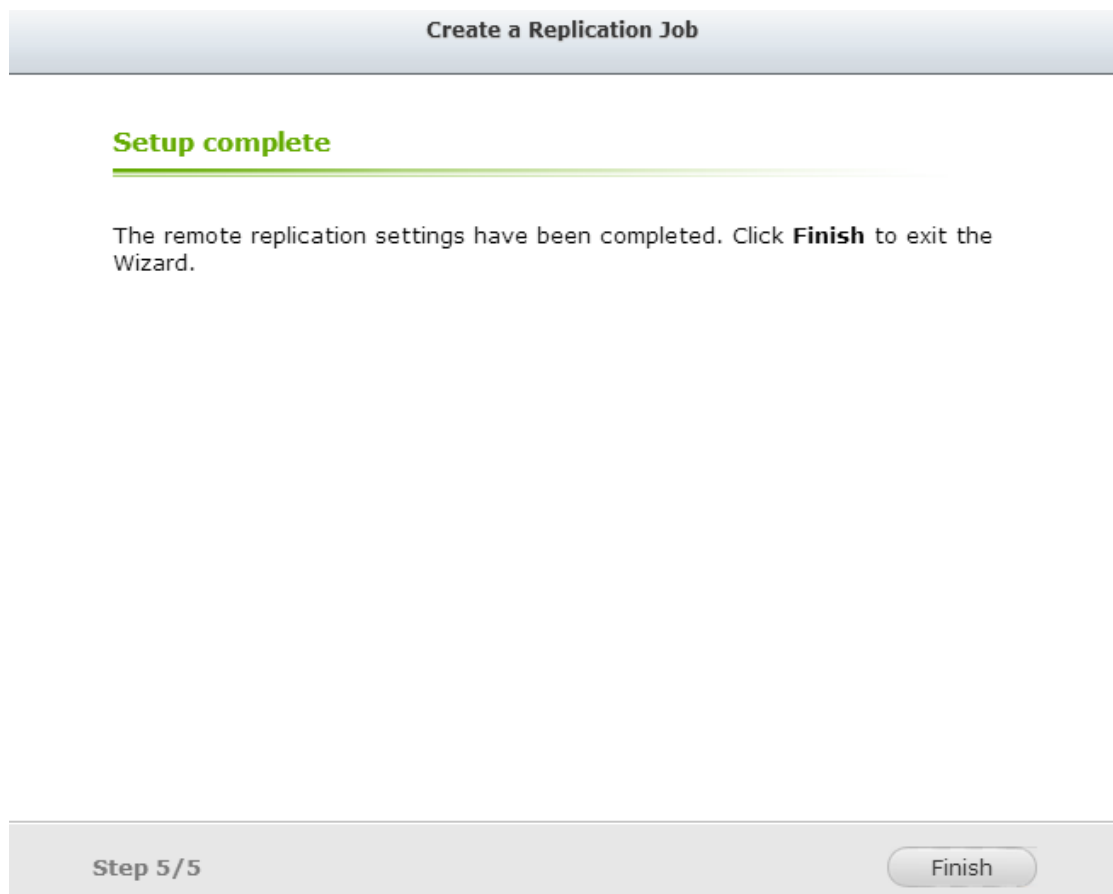 Create a Replication Job
Setup complete
The remote replication settings have been completed. Click Finish to exit the
Wizard.
Step 5/5
Finish